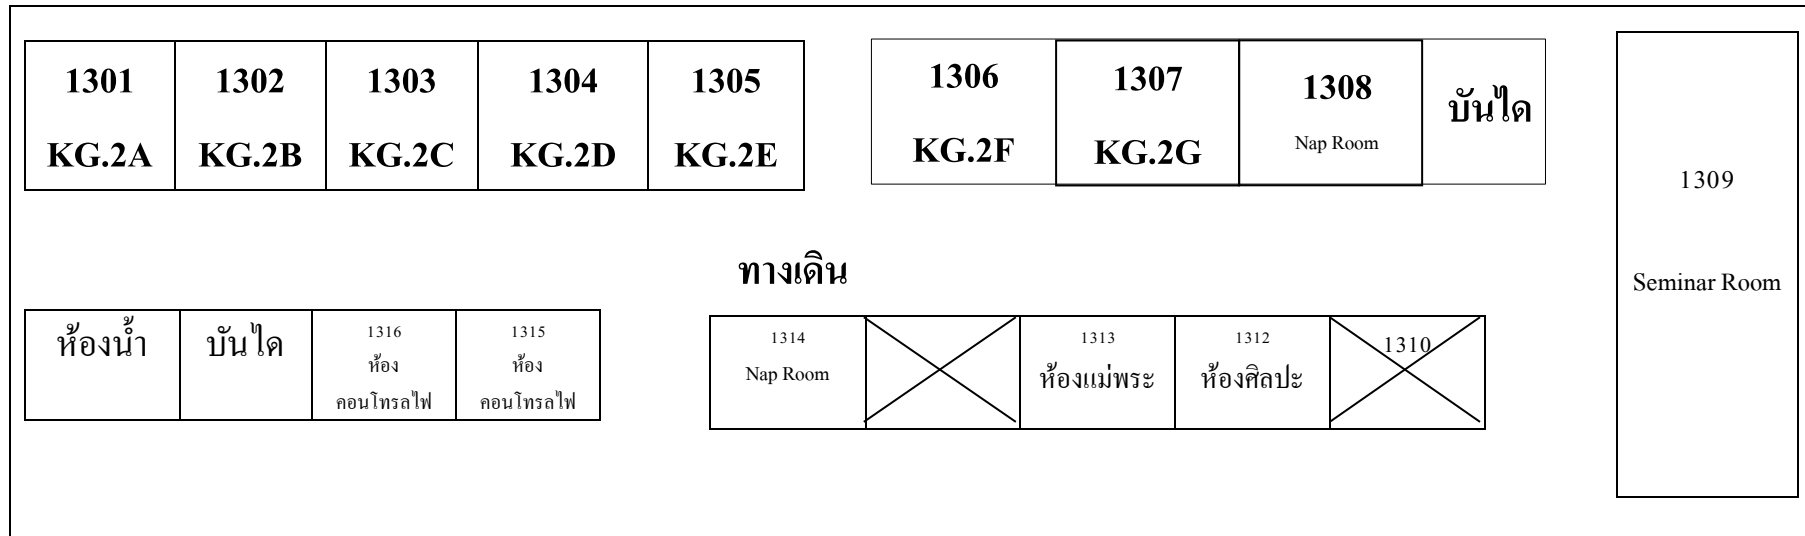 1301
KG.2A
1302
KG.2B
1303
KG.2C
1304
KG.2D
1305
KG.2E
1306
KG.2F
1307
KG.2G
1308
Nap Room
บันได
1309
Seminar Room
ทางเดิน
ห้องน้ำ
บันได
1316
ห้อง
คอนโทรลไฟ
1315
ห้อง
คอนโทรลไฟ
1314
Nap Room
1313
ห้องแม่พระ
1312
ห้องศิลปะ
1310